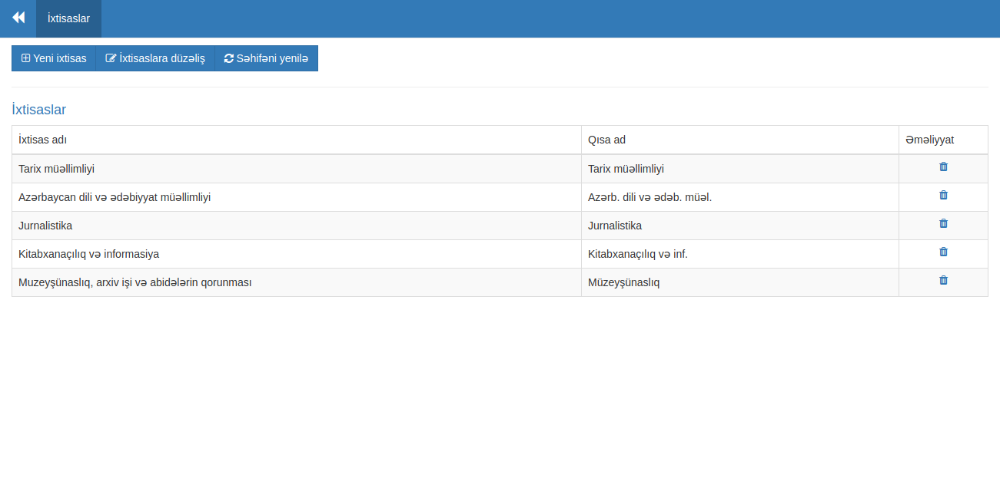 İxtisaslar
Yeni ixtisas İxtisaslara düzəliş Səhifəni yenilə
İxtisaslar
İxtisas adı Qısa ad Əməliyyat
Tarix müəllimliyi Tarix müəllimliyi
Azərbaycan dili və ədəbiyyat müəllimliyi Azərb. dili və ədəb. müəl.
Jurnalistika Jurnalistika
Kitabxanaçılıq və informasiya Kitabxanaçılıq və inf.
Muzeyşünaslıq, arxiv işi və abidələrin qorunması Müzeyşünaslıq